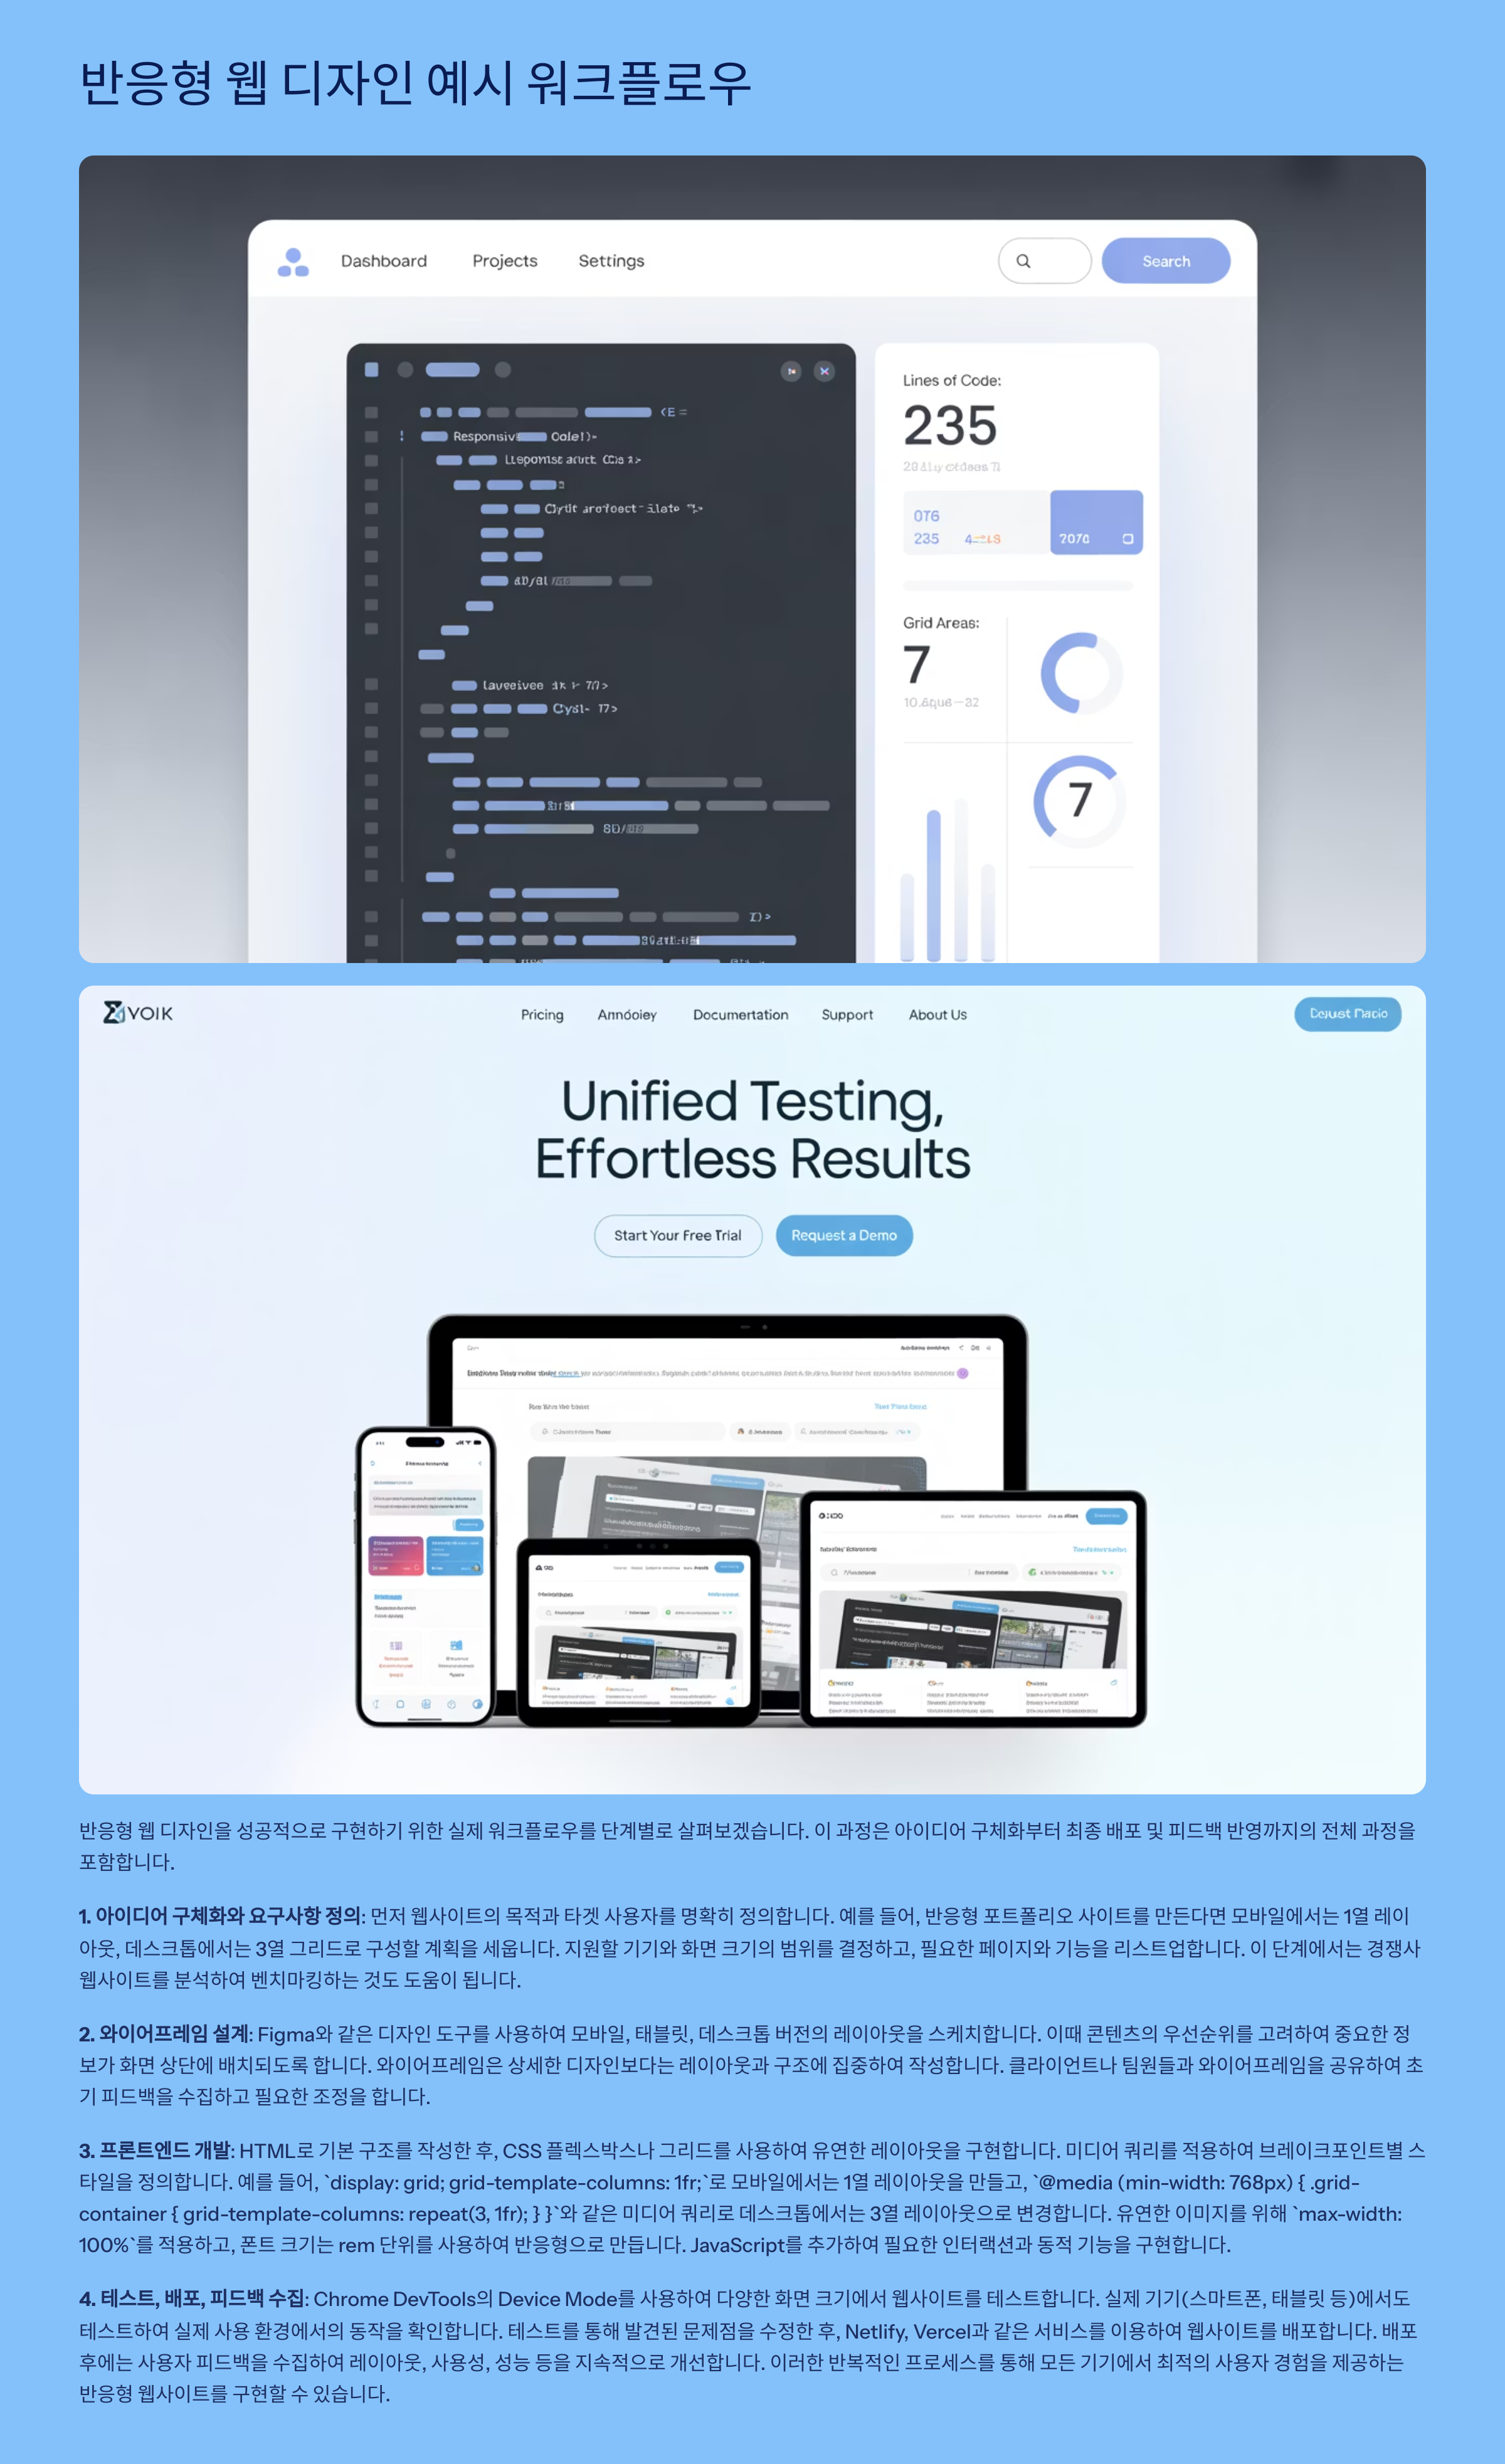 반응형 웹 디자인 예시 워크플로우
Dashboard Projects Settings Search
Lines of Code:
235
076
235
Grid Areas:
7
7
VOIK Pricing Anndoiey Documertation Support About Us
Unified Testing,
Effortless Results
Start Your Free Trial Request a Demo
반응형 웹 디자인을 성공적으로 구현하기 위한 실제 워크플로우를 단계별로 살펴보겠습니다. 이 과정은 아이디어 구체화부터 최종 배포 및 피드백 반영까지의 전체 과정을
포함합니다.
1. 아이디어 구체화와 요구사항 정의: 먼저 웹사이트의 목적과 타겟 사용자를 명확히 정의합니다. 예를 들어, 반응형 포트폴리오 사이트를 만든다면 모바일에서는 1열 레이
아웃, 데스크톱에서는 3열 그리드로 구성할 계획을 세웁니다. 지원할 기기와 화면 크기의 범위를 결정하고, 필요한 페이지와 기능을 리스트업합니다. 이 단계에서는 경쟁사
웹사이트를 분석하여 벤치마킹하는 것도 도움이 됩니다.
2. 와이어프레임 설계: Figma와 같은 디자인 도구를 사용하여 모바일, 태블릿, 데스크톱 버전의 레이아웃을 스케치합니다. 이때 콘텐츠의 우선순위를 고려하여 중요한 정
보가 화면 상단에 배치되도록 합니다. 와이어프레임은 상세한 디자인보다는 레이아웃과 구조에 집중하여 작성합니다. 클라이언트나 팀원들과 와이어프레임을 공유하여 초
기 피드백을 수집하고 필요한 조정을 합니다.
3. 프론트엔드 개발: HTML로 기본 구조를 작성한 후, CSS 플렉스박스나 그리드를 사용하여 유연한 레이아웃을 구현합니다. 미디어 쿼리를 적용하여 브레이크포인트별 스
타일을 정의합니다. 예를 들어, `display: grid; grid-template-columns: 1fr;`로 모바일에서는 1열 레이아웃을 만들고, `@media (min-width: 768px) { .grid-
container { grid-template-columns: repeat(3, 1fr); } }`와 같은 미디어 쿼리로 데스크톱에서는 3열 레이아웃으로 변경합니다. 유연한 이미지를 위해 `max-width:
100%`를 적용하고, 폰트 크기는 rem 단위를 사용하여 반응형으로 만듭니다. JavaScript를 추가하여 필요한 인터랙션과 동적 기능을 구현합니다.
4. 테스트, 배포, 피드백 수집: Chrome DevTools의 Device Mode를 사용하여 다양한 화면 크기에서 웹사이트를 테스트합니다. 실제 기기(스마트폰, 태블릿 등)에서도
테스트하여 실제 사용 환경에서의 동작을 확인합니다. 테스트를 통해 발견된 문제점을 수정한 후, Netlify, Vercel과 같은 서비스를 이용하여 웹사이트를 배포합니다. 배포
후에는 사용자 피드백을 수집하여 레이아웃, 사용성, 성능 등을 지속적으로 개선합니다. 이러한 반복적인 프로세스를 통해 모든 기기에서 최적의 사용자 경험을 제공하는
반응형 웹사이트를 구현할 수 있습니다.